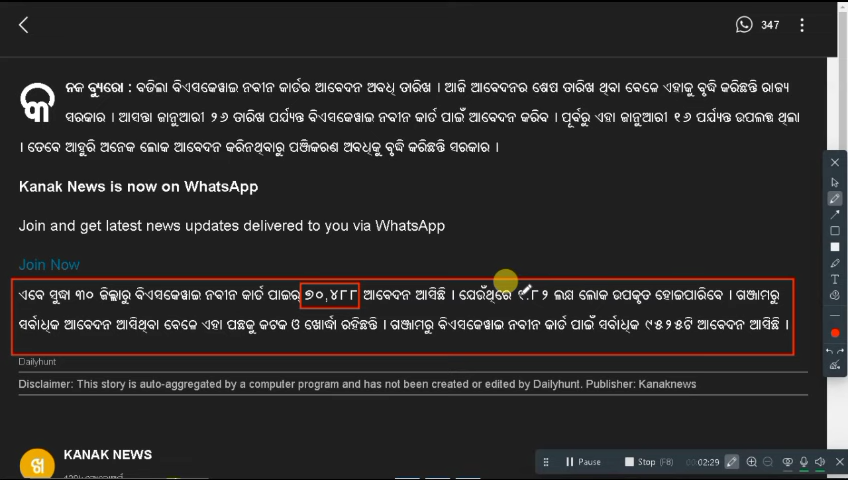 347
କନକ ବ୍ୟୁରୋ : ବଢିଲା ବିଏସକେୱାଇ ନବୀନ କାର୍ଡର ଆବେଦନ ଅବଧି ତାରିଖ । ଆଜି ଆବେଦନର ଶେଷ ତାରିଖ ଥିବା ବେଳେ ଏହାକୁ ବୃଦ୍ଧି କରିଛନ୍ତି ରାଜ୍ୟ
ସରକାର । ଆସନ୍ତା ଜାନୁଆରୀ ୨୬ ତାରିଖ ପର୍ଯ୍ୟନ୍ତ ବିଏସକେୱାଇ ନବୀନ କାର୍ଡ ପାଇଁ ଆବେଦନ କରିବ । ପୂର୍ବରୁ ଏହା ଜାନୁଆରୀ ୧୬ ପର୍ଯ୍ୟନ୍ତ ଉପଲବ୍ଧ ଥିଲା
। ତେବେ ଆହୁରି ଅନେକ ଲୋକ ଆବେଦନ କରିନଥିବାରୁ ପଞ୍ଜିକରଣ ଅବଧିକୁ ବୃଦ୍ଧି କରିଛନ୍ତି ସରକାର ।
Kanak News is now on WhatsApp
Join and get latest news updates delivered to you via WhatsApp
Join Now
ଏବେ ସୁଦ୍ଧା ୩୦ ଜିଲ୍ଲାରୁ ବିଏସକେୱାଇ ନବୀନ କାର୍ଡ ପାଇଁର ୭୦,୪୮୮ ଆବେଦନ ଆସିଛି । ଯେଉଁଥିରେ ୧.୮୨ ଲକ୍ଷ ଲୋକ ଉପକୃତ ହୋଇପାରିବେ । ଗଞ୍ଜାମରୁ
ସର୍ବାଧିକ ଆବେଦନ ଆସିଥିବା ବେଳେ ଏହା ପଛକୁ କଟକ ଓ ଖୋର୍ଦ୍ଧା ରହିଛନ୍ତି । ଗଞ୍ଜାମରୁ ବିଏସକେୱାଇ ନବୀନ କାର୍ଡ ପାଇଁ ସର୍ବାଧିକ ୯୫୨୫ଟି ଆବେଦନ ଆସିଛି ।
Dailyhunt
Disclaimer: This story is auto-aggregated by a computer program and has not been created or edited by Dailyhunt. Publisher: Kanaknews
KANAK NEWS
Pause Stop (F8) 00:02:29